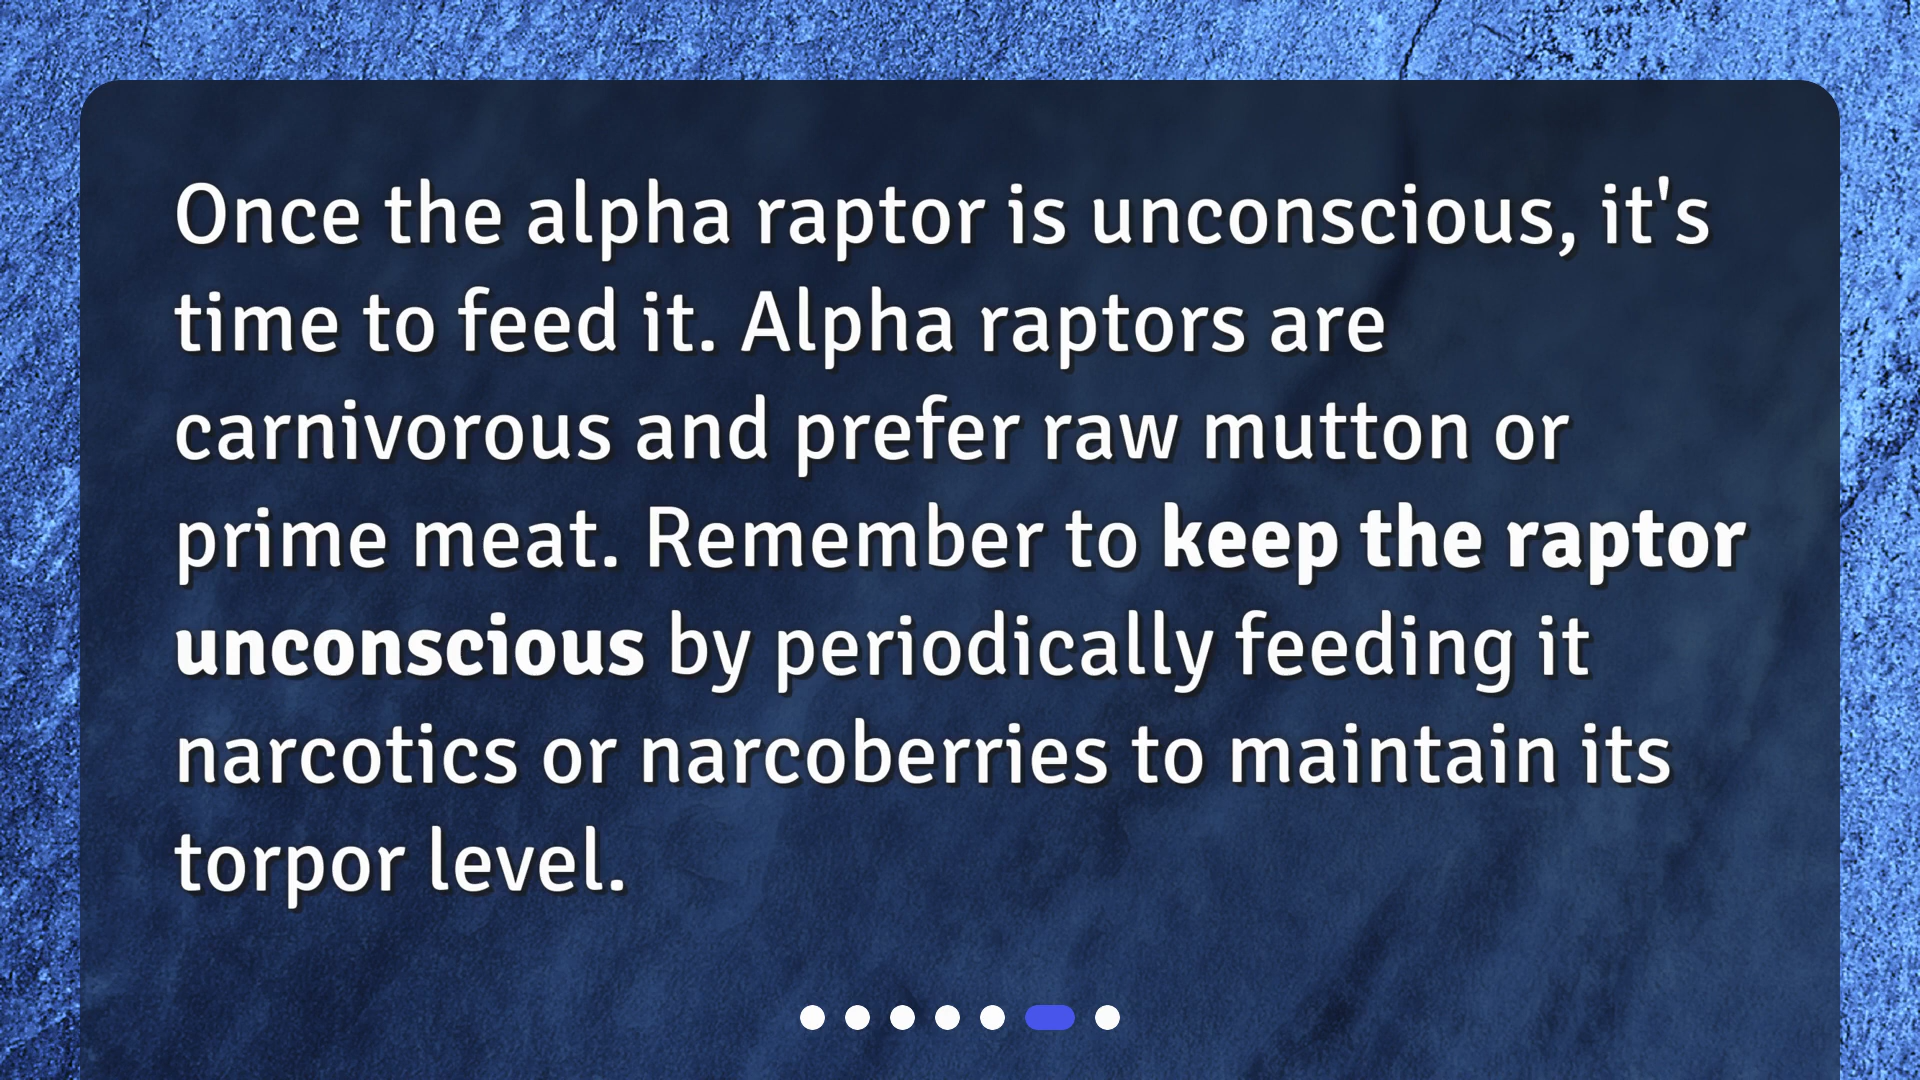 Once the alpha raptor is unconscious, it's
time to feed it. Alpha raptors are
carnivorous and prefer raw mutton or
prime meat. Remember to keep the raptor
unconscious by periodically feeding it
narcotics or narcoberries to maintain its
torpor level.